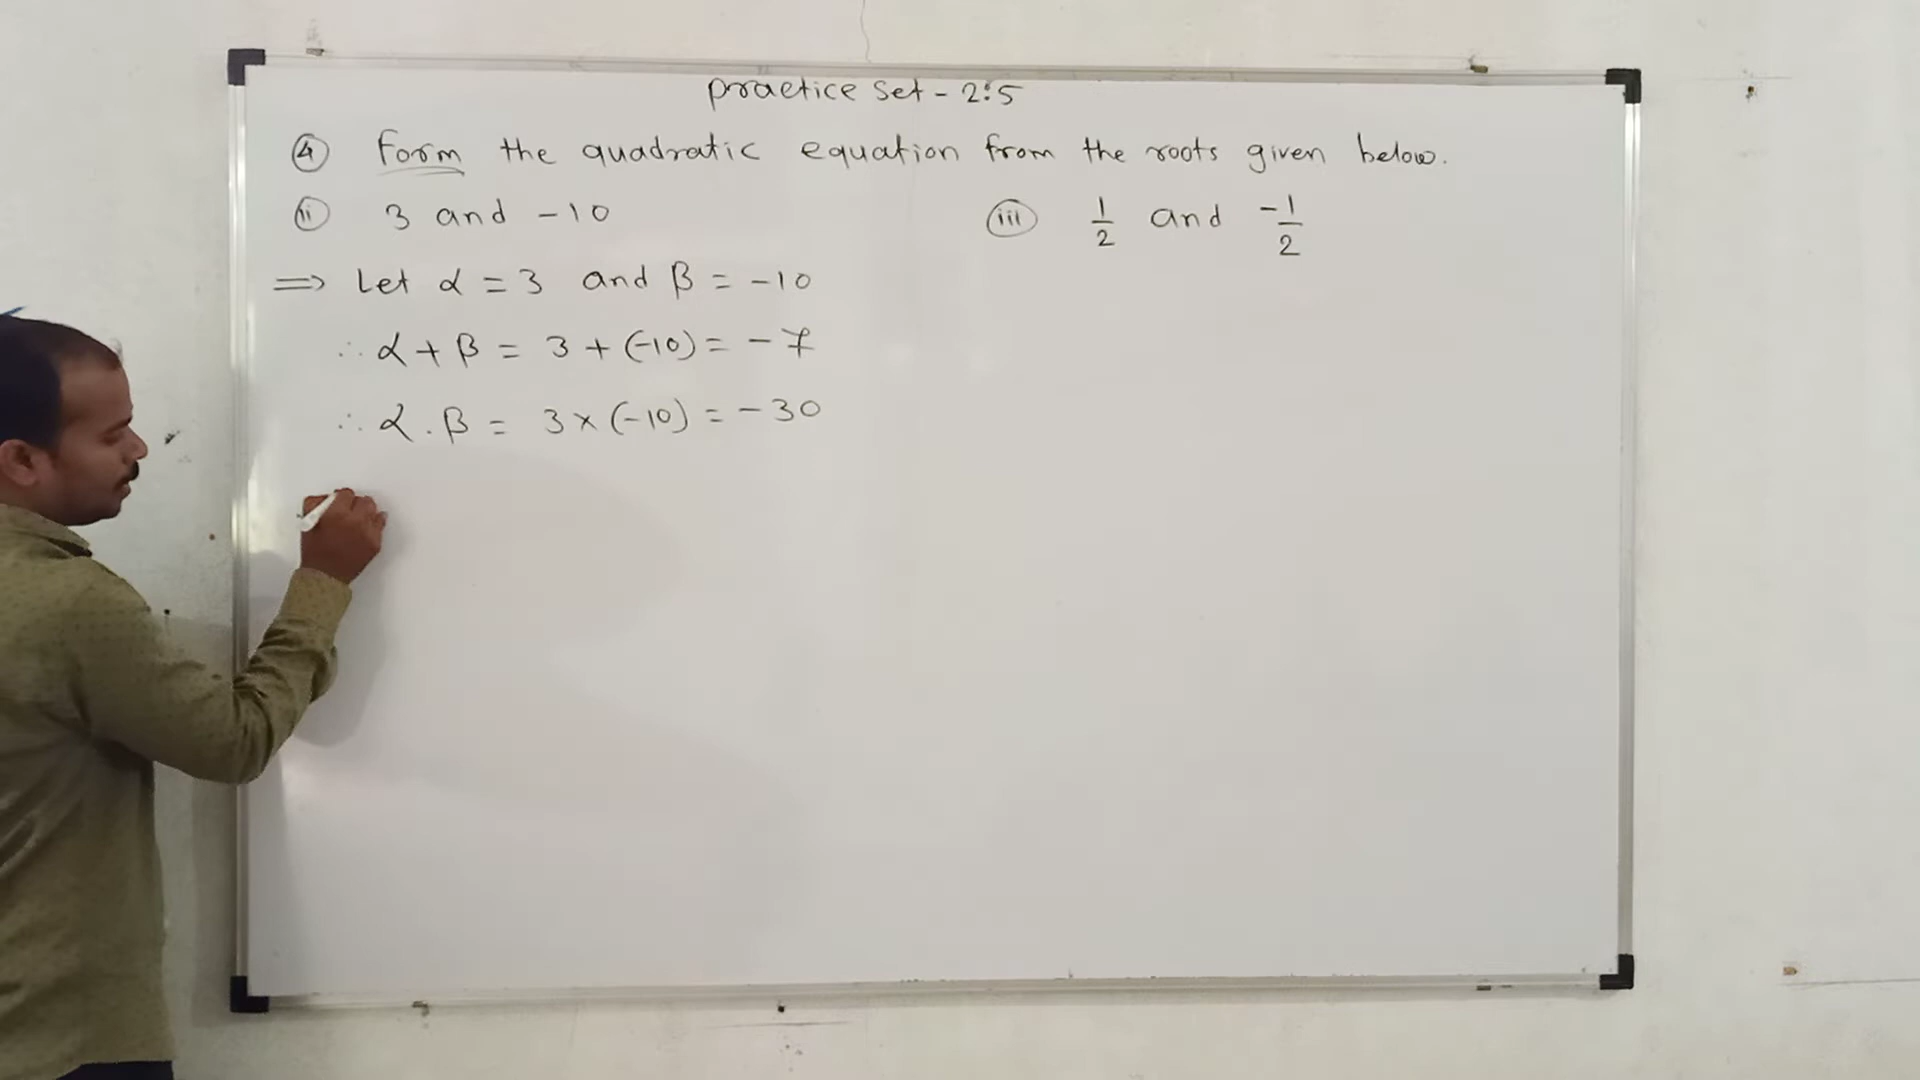 Practice Set - 2:5
④ Form the quadratic equation from the roots given below.
ⓘⓘ 3 and -10
⇒ Let α = 3 and β = -10
∴ α + β = 3 + (-10) = -7
∴ α . β = 3 × (-10) = -30
(iii) 1/2 and -1/2